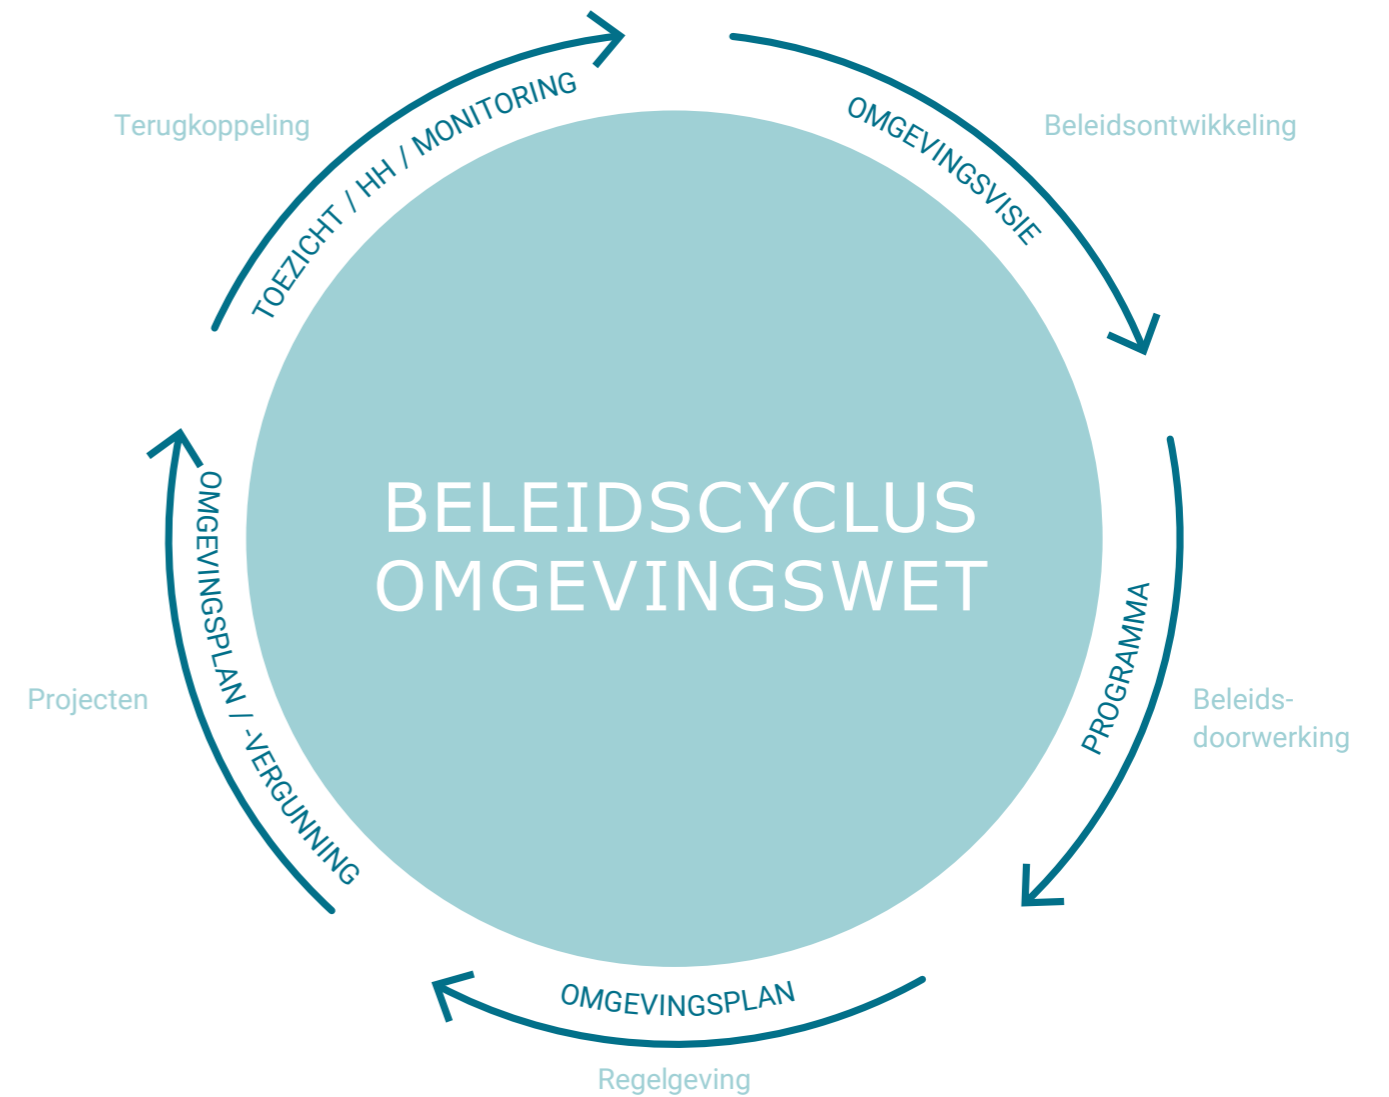 Terugkoppeling
TOEZICHT / HH / MONITORING
OMGEVINGSVISIE
Beleidsontwikkeling
BELEIDSCYCLUS
OMGEVINGSWET
PROGRAMMA
Beleids-
doorwerking
OMGEVINGSPLAN
Regelgeving
OMGEVINGSPLAN / -VERGUNNING
Projecten